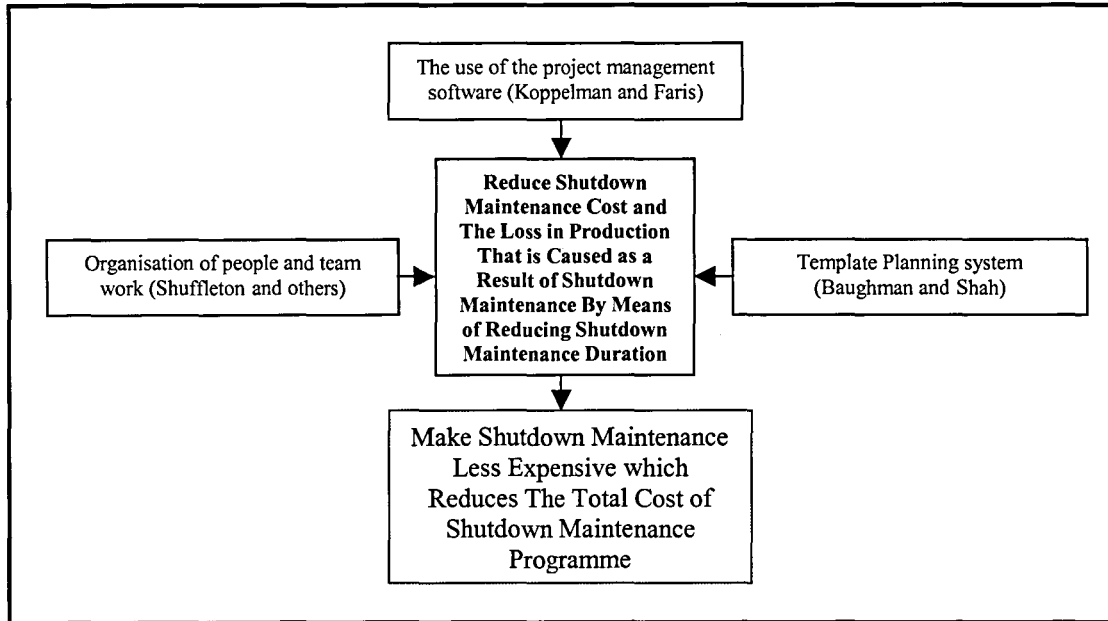 The use of the project management
software (Koppelman and Faris)
Organisation of people and team
work (Shuffleton and others)
Reduce Shutdown
Maintenance Cost and
The Loss in Production
That is Caused as a
Result of Shutdown
Maintenance By Means
of Reducing Shutdown
Maintenance Duration
Template Planning system
(Baughman and Shah)
Make Shutdown Maintenance
Less Expensive which
Reduces The Total Cost of
Shutdown Maintenance
Programme